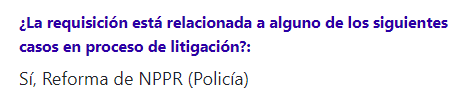 ¿La requisición está relacionada a alguno de los siguientes
casos en proceso de litigación?:
Sí, Reforma de NPPR (Policía)